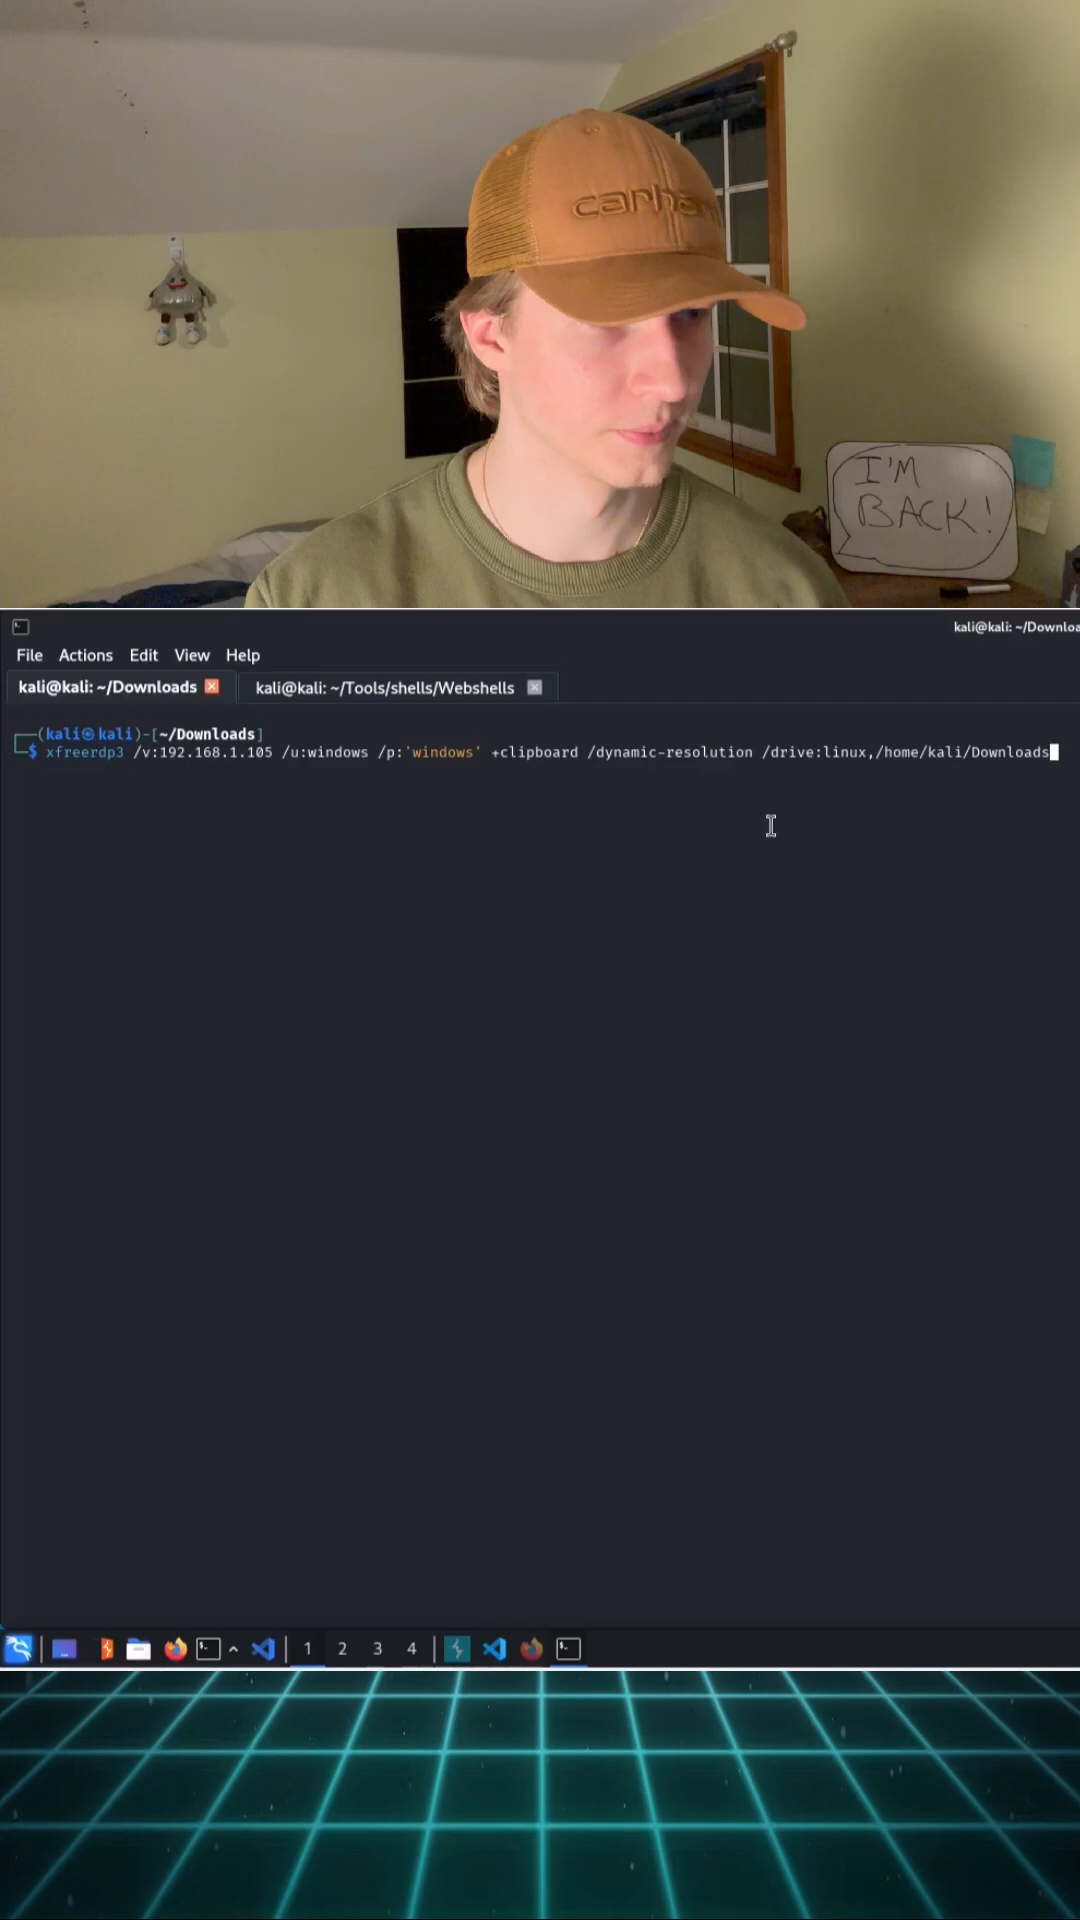 carha
I'M
BACK!
kali@kali: ~/Downloa
File Actions Edit View Help
kali@kali: ~/Downloads
kali@kali: ~/Tools/shells/Webshells
(kali㉿kali)-[~/Downloads]
$ xfreerdp3 /v:192.168.1.105 /u:windows /p:'windows' +clipboard /dynamic-resolution /drive:linux,/home/kali/Downloads
1 2 3 4